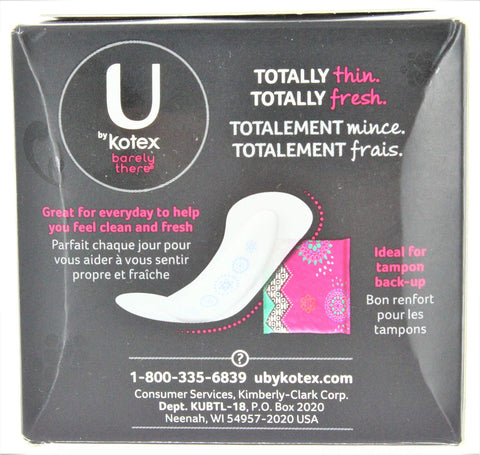 U
by Kotex
barely
there
TOTALLY thin.
TOTALLY fresh.
TOTALEMENT mince.
TOTALEMENT frais.
Great for everyday to help
you feel clean and fresh
Parfait chaque jour pour
vous aider à vous sentir
propre et fraîche
Ideal for
tampon
back-up
Bon renfort
pour les
tampons
?
1-800-335-6839 ubykotex.com
Consumer Services, Kimberly-Clark Corp.
Dept. KUBTL-18, P.O. Box 2020
Neenah, WI 54957-2020 USA